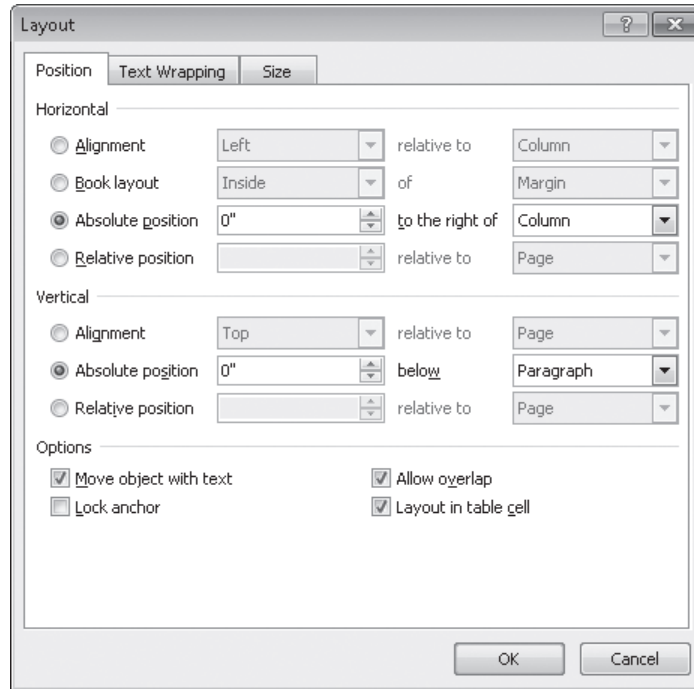 Layout
Position Text Wrapping Size
Horizontal
Alignment Left relative to Column
Book layout Inside of Margin
Absolute position 0" to the right of Column
Relative position relative to Page
Vertical
Alignment Top relative to Page
Absolute position 0" below Paragraph
Relative position relative to Page
Options
Move object with text Allow overlap
Lock anchor Layout in table cell
OK Cancel